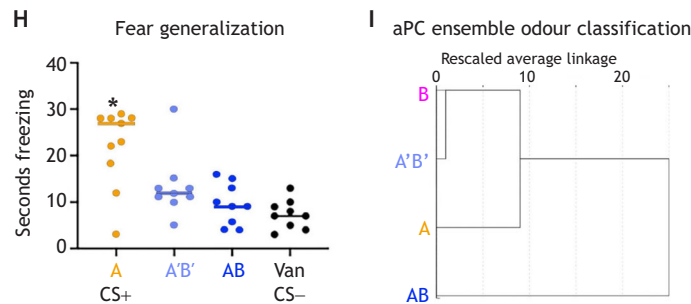 H
Fear generalization
Seconds freezing
40
30
20
10
0
*
A
A'B'
AB
Van
CS+
CS−
I
aPC ensemble odour classification
Rescaled average linkage
0
10
20
B
A'B'
A
AB